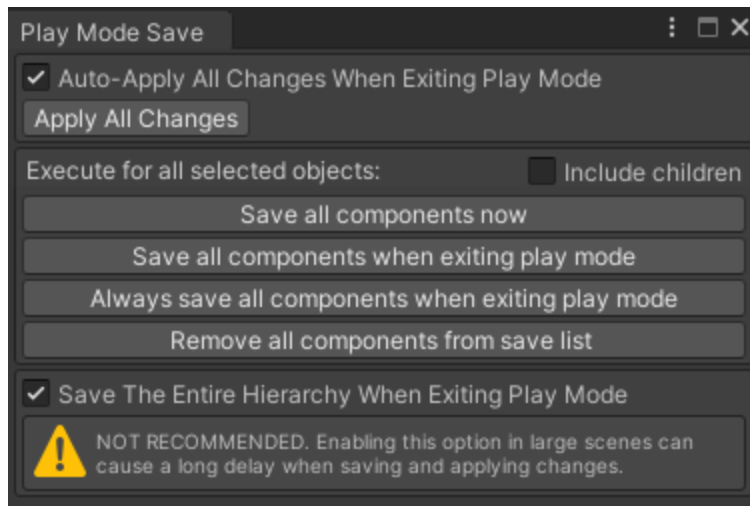 Play Mode Save
Auto-Apply All Changes When Exiting Play Mode
Apply All Changes
Execute for all selected objects: Include children
Save all components now
Save all components when exiting play mode
Always save all components when exiting play mode
Remove all components from save list
Save The Entire Hierarchy When Exiting Play Mode
NOT RECOMMENDED. Enabling this option in large scenes can
cause a long delay when saving and applying changes.